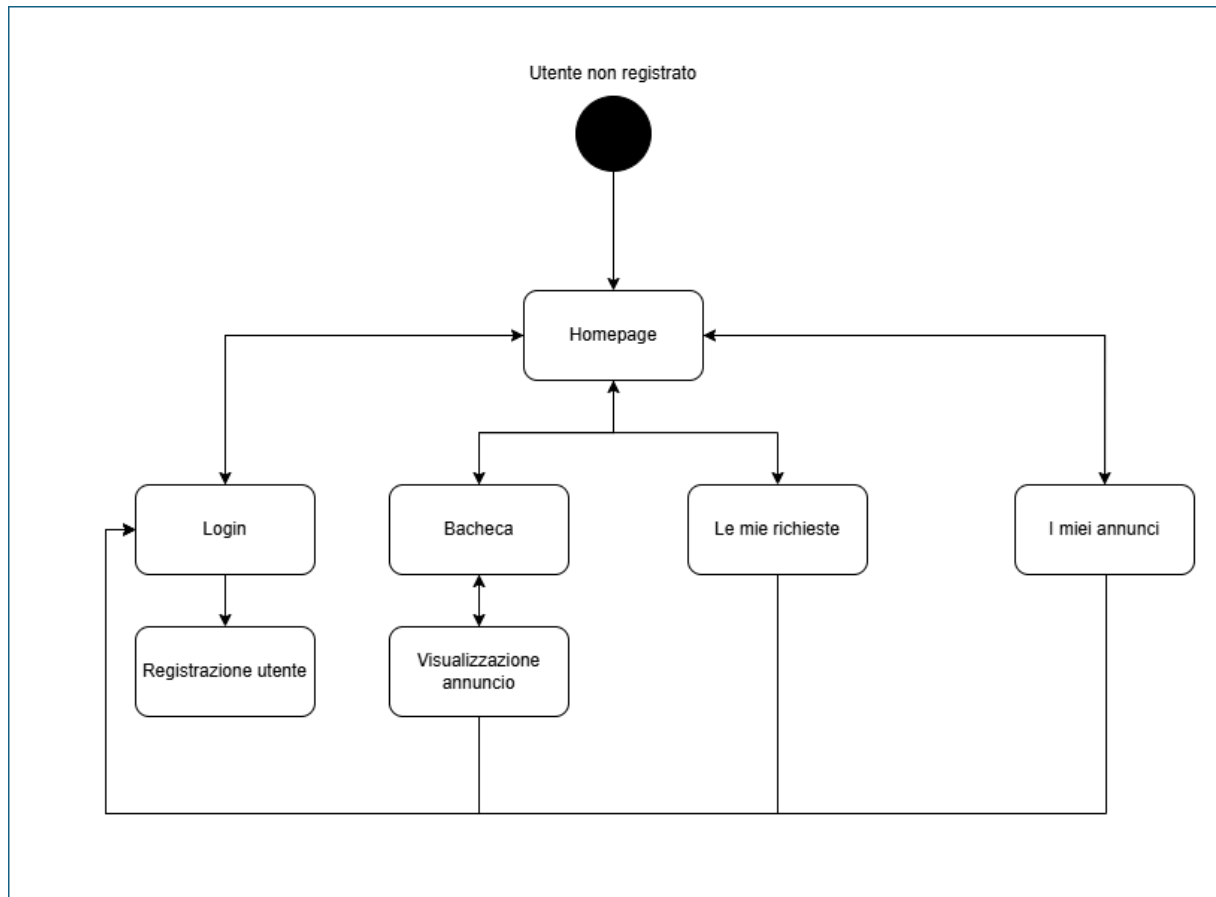 Utente non registrato
Homepage
Login
Bacheca
Le mie richieste
I miei annunci
Registrazione utente
Visualizzazione
annuncio